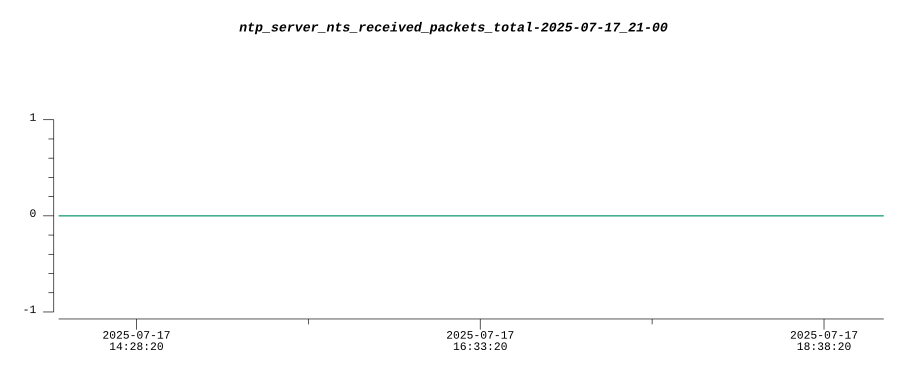 ntp_server_nts_received_packets_total-2025-07-17_21-00
1
0
-1
2025-07-17 2025-07-17 2025-07-17
14:28:20 16:33:20 18:38:20